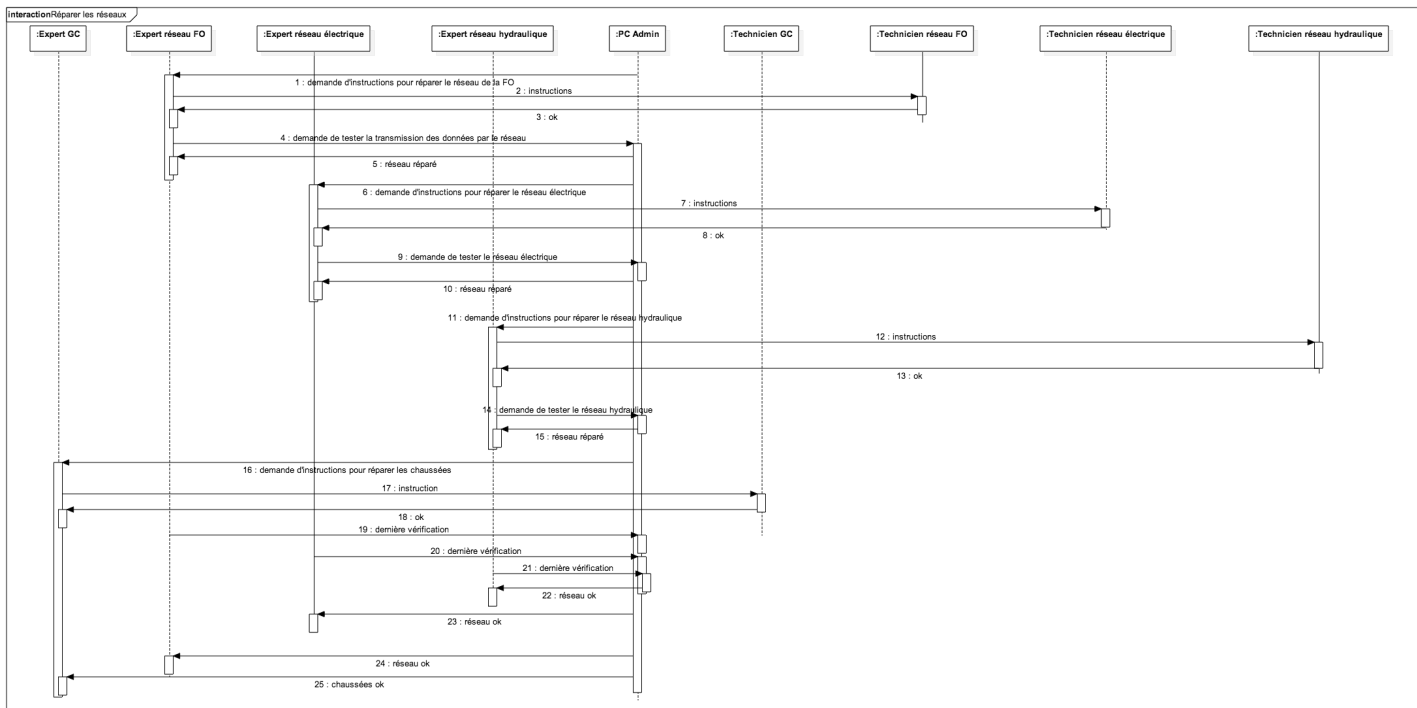 interactionRéparer les réseaux
:Expert GC
:Expert réseau FO
:Expert réseau électrique
:Expert réseau hydraulique
:PC Admin
:Technicien GC
:Technicien réseau FO
:Technicien réseau électrique
:Technicien réseau hydraulique
1 : demande d'instructions pour réparer le réseau de la FO
2 : instructions
3 : ok
4 : demande de tester la transmission des données par le réseau
5 : réseau réparé
6 : demande d'instructions pour réparer le réseau électrique
7 : instructions
8 : ok
9 : demande de tester le réseau électrique
10 : réseau réparé
11 : demande d'instructions pour réparer le réseau hydraulique
12 : instructions
13 : ok
14 : demande de tester le réseau hydraulique
15 : réseau réparé
16 : demande d'instructions pour réparer les chaussées
17 : instruction
18 : ok
19 : dernière vérification
20 : dernière vérification
21 : dernière vérification
22 : réseau ok
23 : réseau ok
24 : réseau ok
25 : chaussées ok